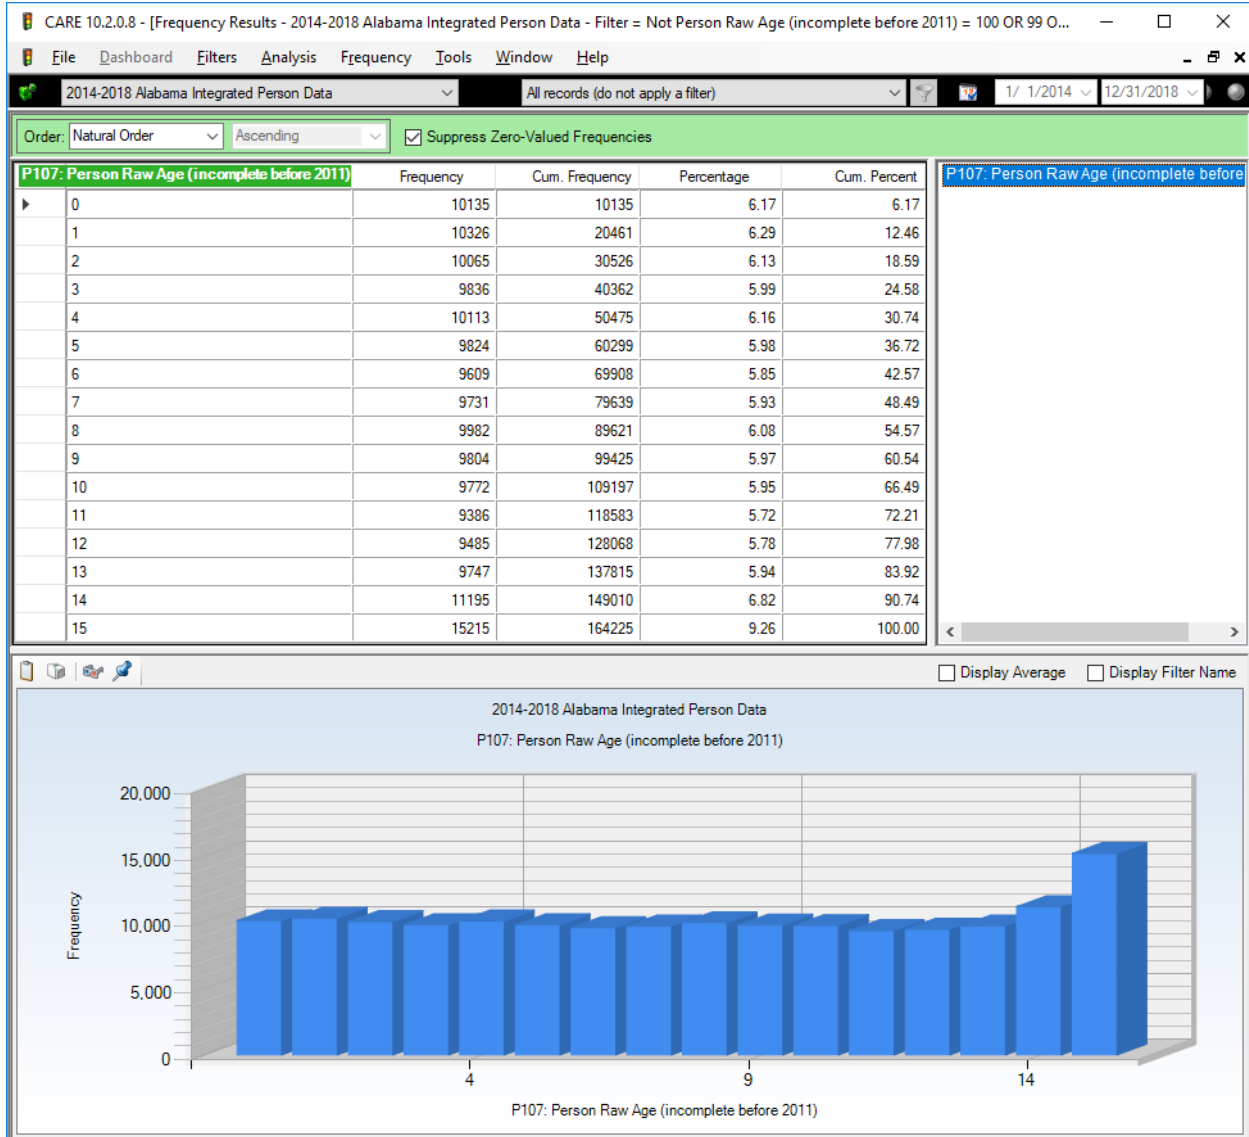 CARE 10.2.0.8 - [Frequency Results - 2014-2018 Alabama Integrated Person Data - Filter = Not Person Raw Age (incomplete before 2011) = 100 OR 99 O...
File Dashboard Filters Analysis Frequency Tools Window Help
2014-2018 Alabama Integrated Person Data All records (do not apply a filter) 1/ 1/2014 12/31/2018
Order: Natural Order Ascending Suppress Zero-Valued Frequencies
P107: Person Raw Age (incomplete before 2011) Frequency Cum. Frequency Percentage Cum. Percent P107: Person Raw Age (incomplete before
0 10135 10135 6.17 6.17
1 10326 20461 6.29 12.46
2 10065 30526 6.13 18.59
3 9836 40362 5.99 24.58
4 10113 50475 6.16 30.74
5 9824 60299 5.98 36.72
6 9609 69908 5.85 42.57
7 9731 79639 5.93 48.49
8 9982 89621 6.08 54.57
9 9804 99425 5.97 60.54
10 9772 109197 5.95 66.49
11 9386 118583 5.72 72.21
12 9485 128068 5.78 77.98
13 9747 137815 5.94 83.92
14 11195 149010 6.82 90.74
15 15215 164225 9.26 100.00
Display Average Display Filter Name
2014-2018 Alabama Integrated Person Data
P107: Person Raw Age (incomplete before 2011)
20,000
15,000
10,000
5,000
0
Frequency
4 9 14
P107: Person Raw Age (incomplete before 2011)